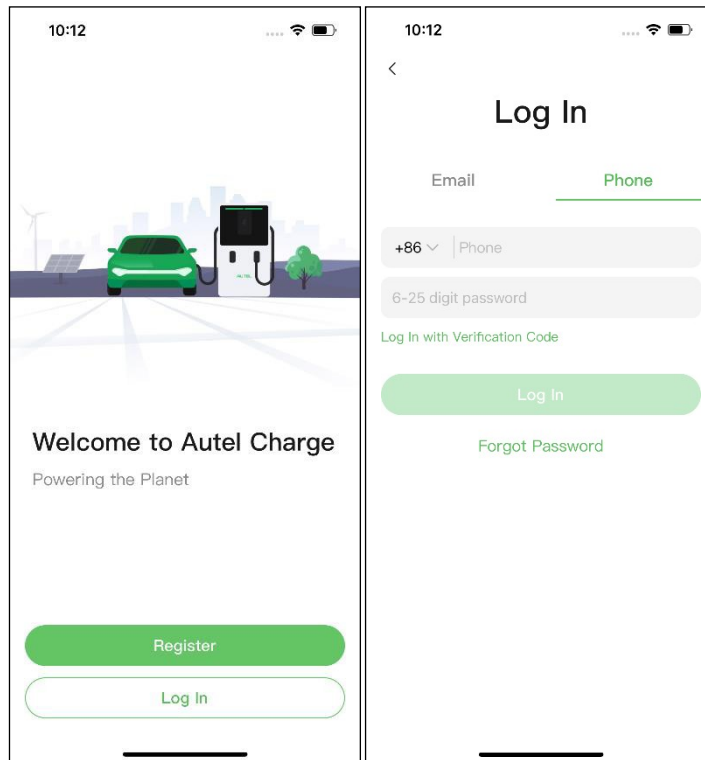 10:12
AUTEL
Welcome to Autel Charge
Powering the Planet
Register
Log In
10:12
Log In
Email
Phone
+86
Phone
6-25 digit password
Log In with Verification Code
Log In
Forgot Password